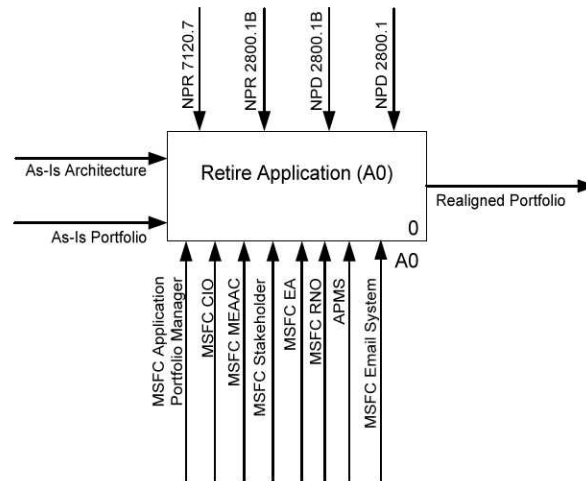 NPR 7120.7
NPR 2800.1B
NPD 2800.1B
NPD 2800.1
As-Is Architecture
As-Is Portfolio
Retire Application (A0)
0
A0
Realigned Portfolio
MSFC Application
Portfolio Manager
MSFC CIO
MSFC MEAAC
MSFC Stakeholder
MSFC EA
MSFC RNO
APMS
MSFC Email System